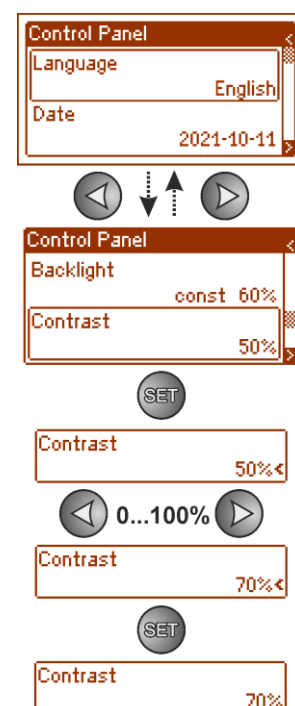 Control Panel
Language
English
Date
2021-10-11
Control Panel
Backlight
const 60%
Contrast
50%
SET
Contrast
50%
0...100%
Contrast
70%
SET
Contrast
70%